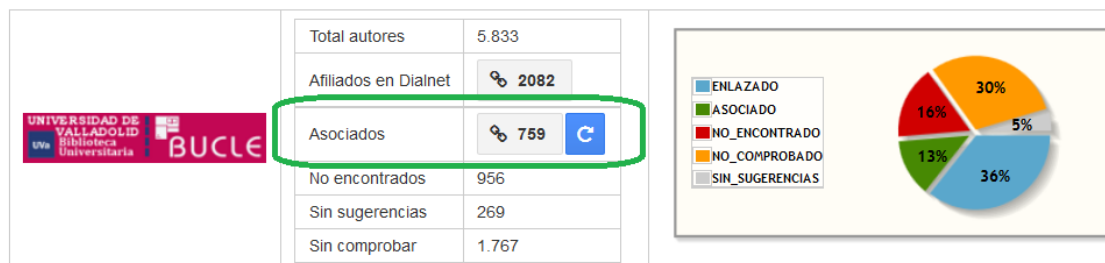 UNIVERSIDAD DE
VALLADOLID
UVa
Biblioteca
Universitaria
BUCLE
Total autores 5.833
Afiliados en Dialnet 2082
Asociados 759
No encontrados 956
Sin sugerencias 269
Sin comprobar 1.767
ENLAZADO
ASOCIADO
NO_ENCONTRADO
NO_COMPROBADO
SIN_SUGERENCIAS
30%
16%
5%
13%
36%